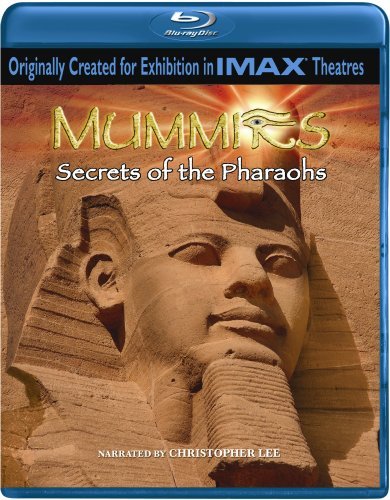 Blu-ray Disc
Originally Created for Exhibition in IMAX® Theatres
MUMMIES
Secrets of the Pharaohs
NARRATED BY CHRISTOPHER LEE